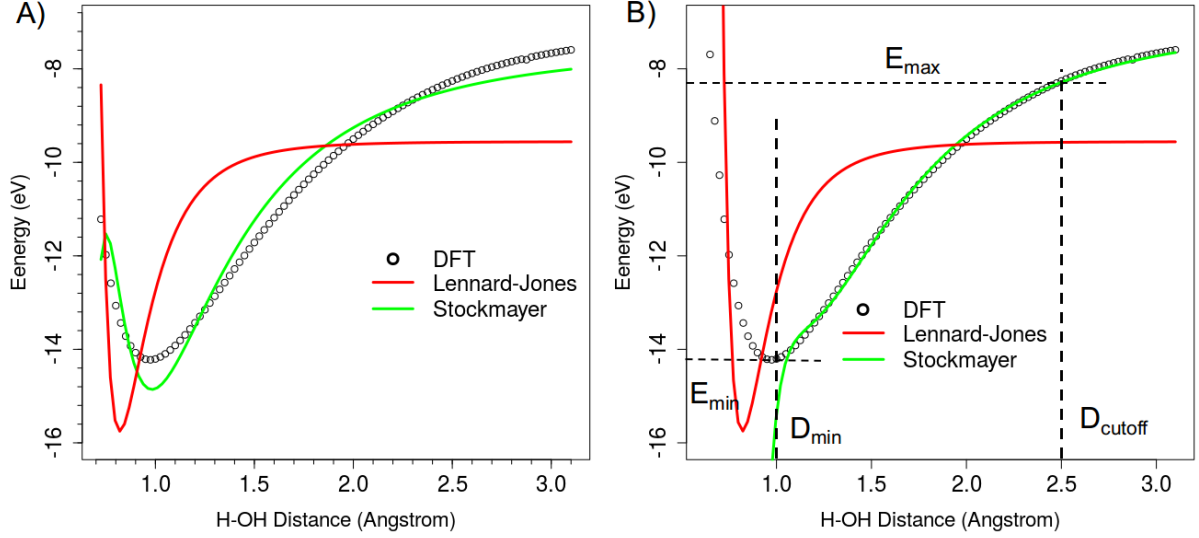 A)
-8
-10
-12
-14
-16
Eenergy (eV)
DFT
Lennard-Jones
Stockmayer
1.0 1.5 2.0 2.5 3.0
H-OH Distance (Angstrom)
B)
-8
-10
-12
-14
-16
Eenergy (eV)
Emax
DFT
Lennard-Jones
Stockmayer
Emin
Dmin
Dcutoff
1.0 1.5 2.0 2.5 3.0
H-OH Distance (Angstrom)